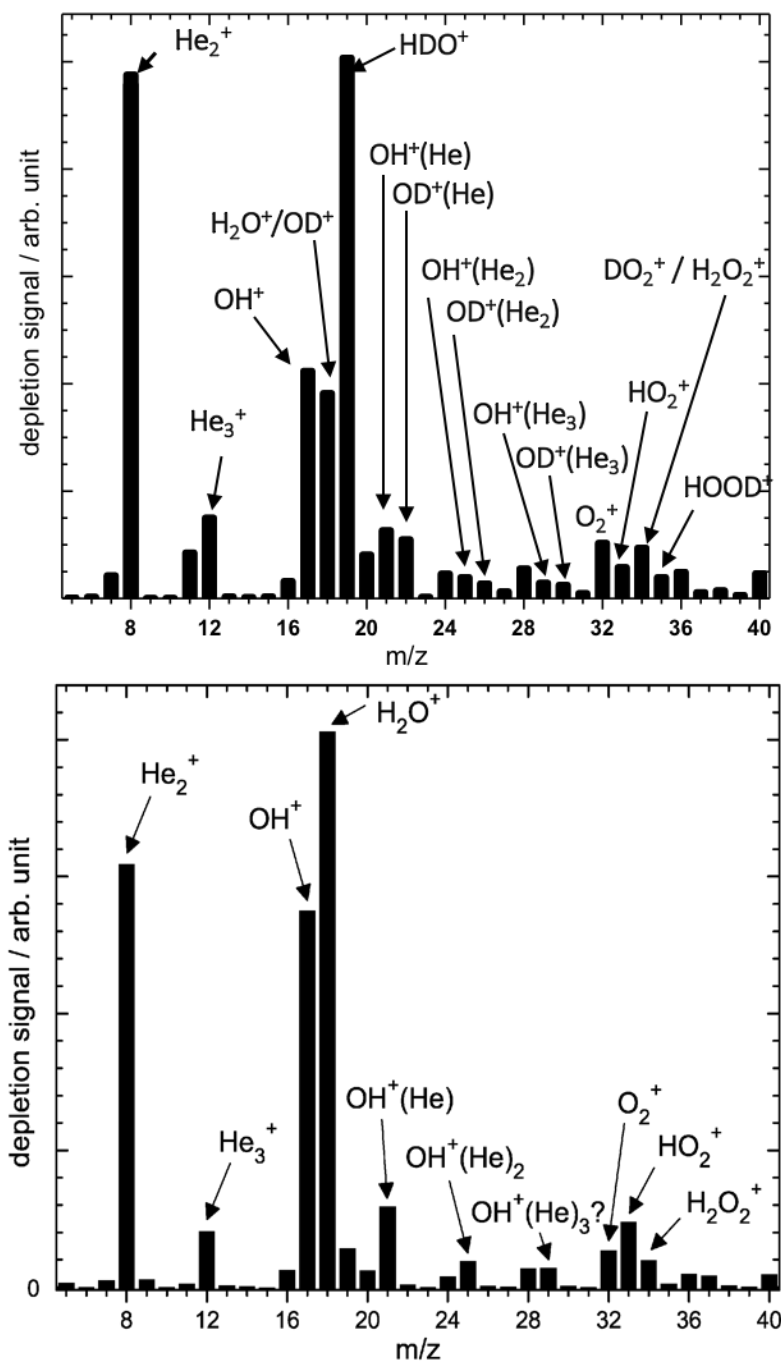 He₂⁺
HDO⁺
OH⁺(He)
OD⁺(He)
H₂O⁺/OD⁺
OH⁺(He₂)
DO₂⁺ / H₂O₂⁺
OH⁺
OD⁺(He₂)
HO₂⁺
He₃⁺
OH⁺(He₃)
OD⁺(He₃)
HOOD⁺
O₂⁺
depletion signal / arb. unit
8 12 16 20 24 28 32 36 40
m/z
H₂O⁺
He₂⁺
OH⁺
OH⁺(He)
O₂⁺
He₃⁺
OH⁺(He)₂
HO₂⁺
OH⁺(He)₃?
H₂O₂⁺
depletion signal / arb. unit
0
8 12 16 20 24 28 32 36 40
m/z